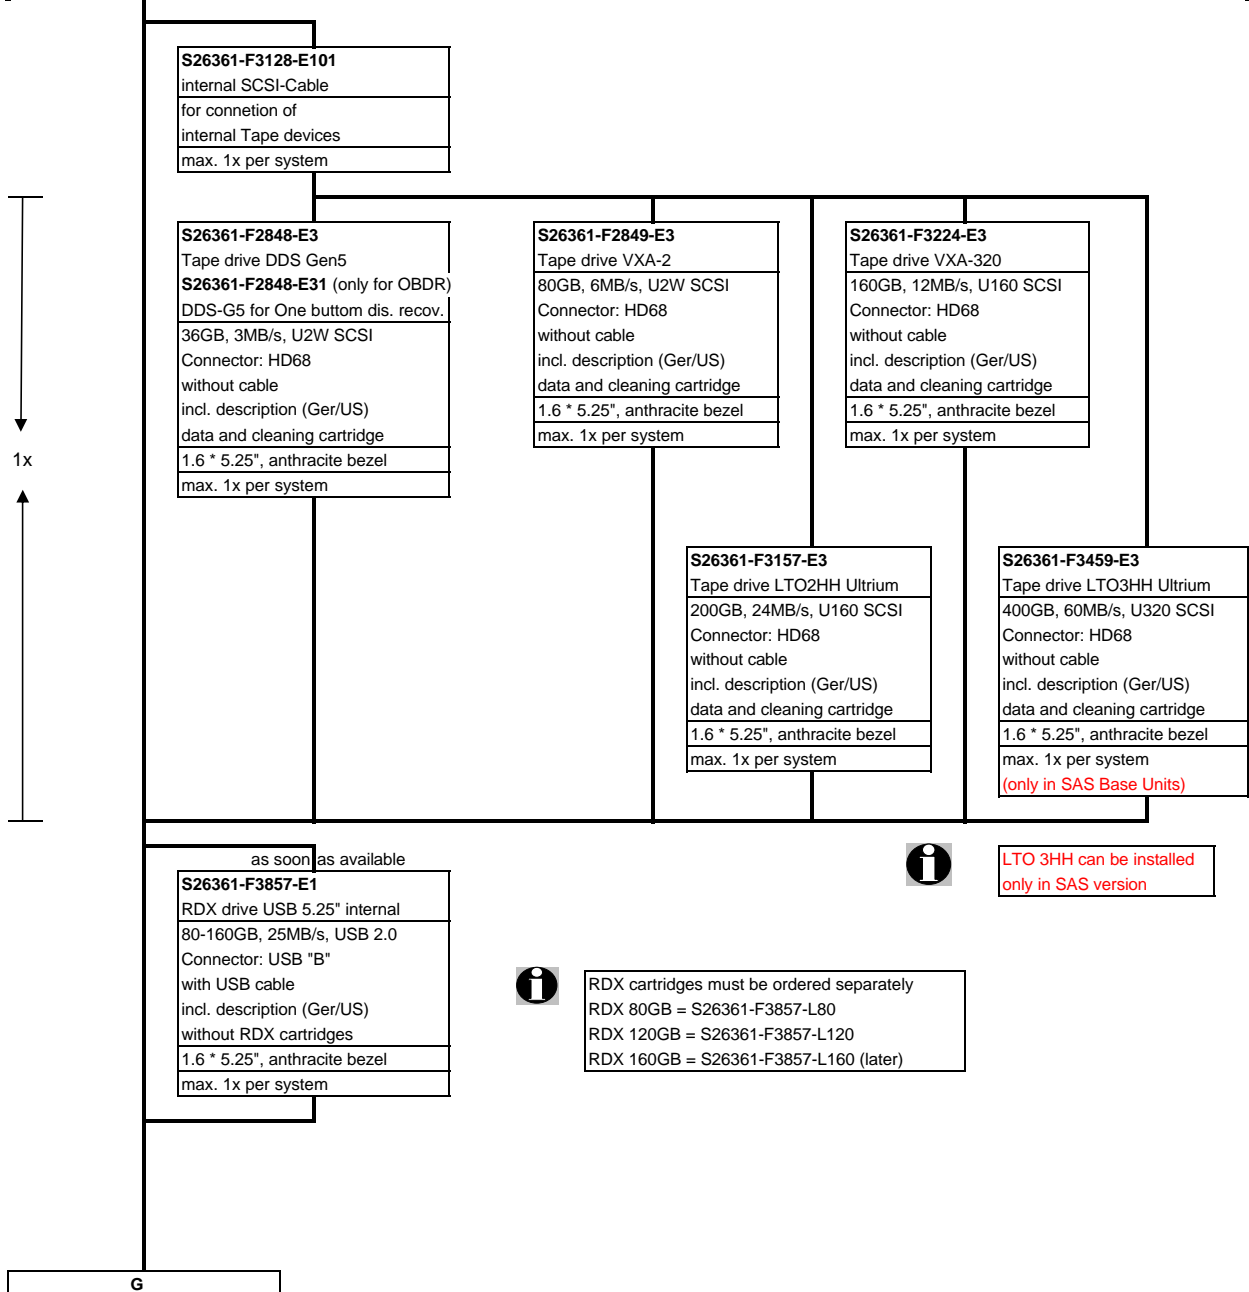 S26361-F3128-E101
internal SCSI-Cable
for connetion of
internal Tape devices
max. 1x per system
1x
S26361-F2848-E3
Tape drive DDS Gen5
S26361-F2848-E31 (only for OBDR)
DDS-G5 for One buttom dis. recov.
36GB, 3MB/s, U2W SCSI
Connector: HD68
without cable
incl. description (Ger/US)
data and cleaning cartridge
1.6 * 5.25", anthracite bezel
max. 1x per system
S26361-F2849-E3
Tape drive VXA-2
80GB, 6MB/s, U2W SCSI
Connector: HD68
without cable
incl. description (Ger/US)
data and cleaning cartridge
1.6 * 5.25", anthracite bezel
max. 1x per system
S26361-F3224-E3
Tape drive VXA-320
160GB, 12MB/s, U160 SCSI
Connector: HD68
without cable
incl. description (Ger/US)
data and cleaning cartridge
1.6 * 5.25", anthracite bezel
max. 1x per system
S26361-F3157-E3
Tape drive LTO2HH Ultrium
200GB, 24MB/s, U160 SCSI
Connector: HD68
without cable
incl. description (Ger/US)
data and cleaning cartridge
1.6 * 5.25", anthracite bezel
max. 1x per system
S26361-F3459-E3
Tape drive LTO3HH Ultrium
400GB, 60MB/s, U320 SCSI
Connector: HD68
without cable
incl. description (Ger/US)
data and cleaning cartridge
1.6 * 5.25", anthracite bezel
max. 1x per system
(only in SAS Base Units)
LTO 3HH can be installed
only in SAS version
as soon as available
S26361-F3857-E1
RDX drive USB 5.25" internal
80-160GB, 25MB/s, USB 2.0
Connector: USB "B"
with USB cable
incl. description (Ger/US)
without RDX cartridges
1.6 * 5.25", anthracite bezel
max. 1x per system
RDX cartridges must be ordered separately
RDX 80GB = S26361-F3857-L80
RDX 120GB = S26361-F3857-L120
RDX 160GB = S26361-F3857-L160 (later)
G